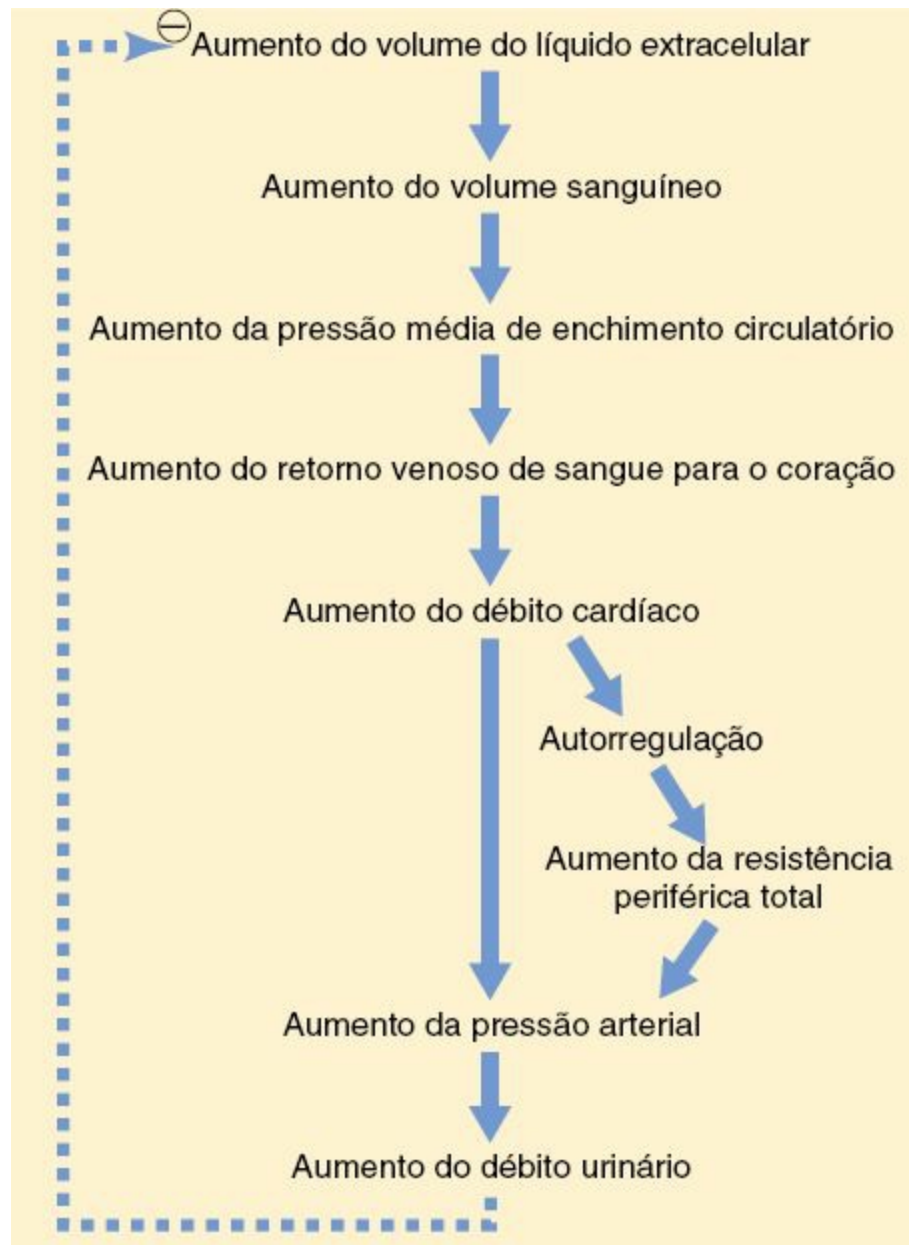 Aumento do volume do líquido extracelular
Aumento do volume sanguíneo
Aumento da pressão média de enchimento circulatório
Aumento do retorno venoso de sangue para o coração
Aumento do débito cardíaco
Autorregulação
Aumento da resistência
periférica total
Aumento da pressão arterial
Aumento do débito urinário